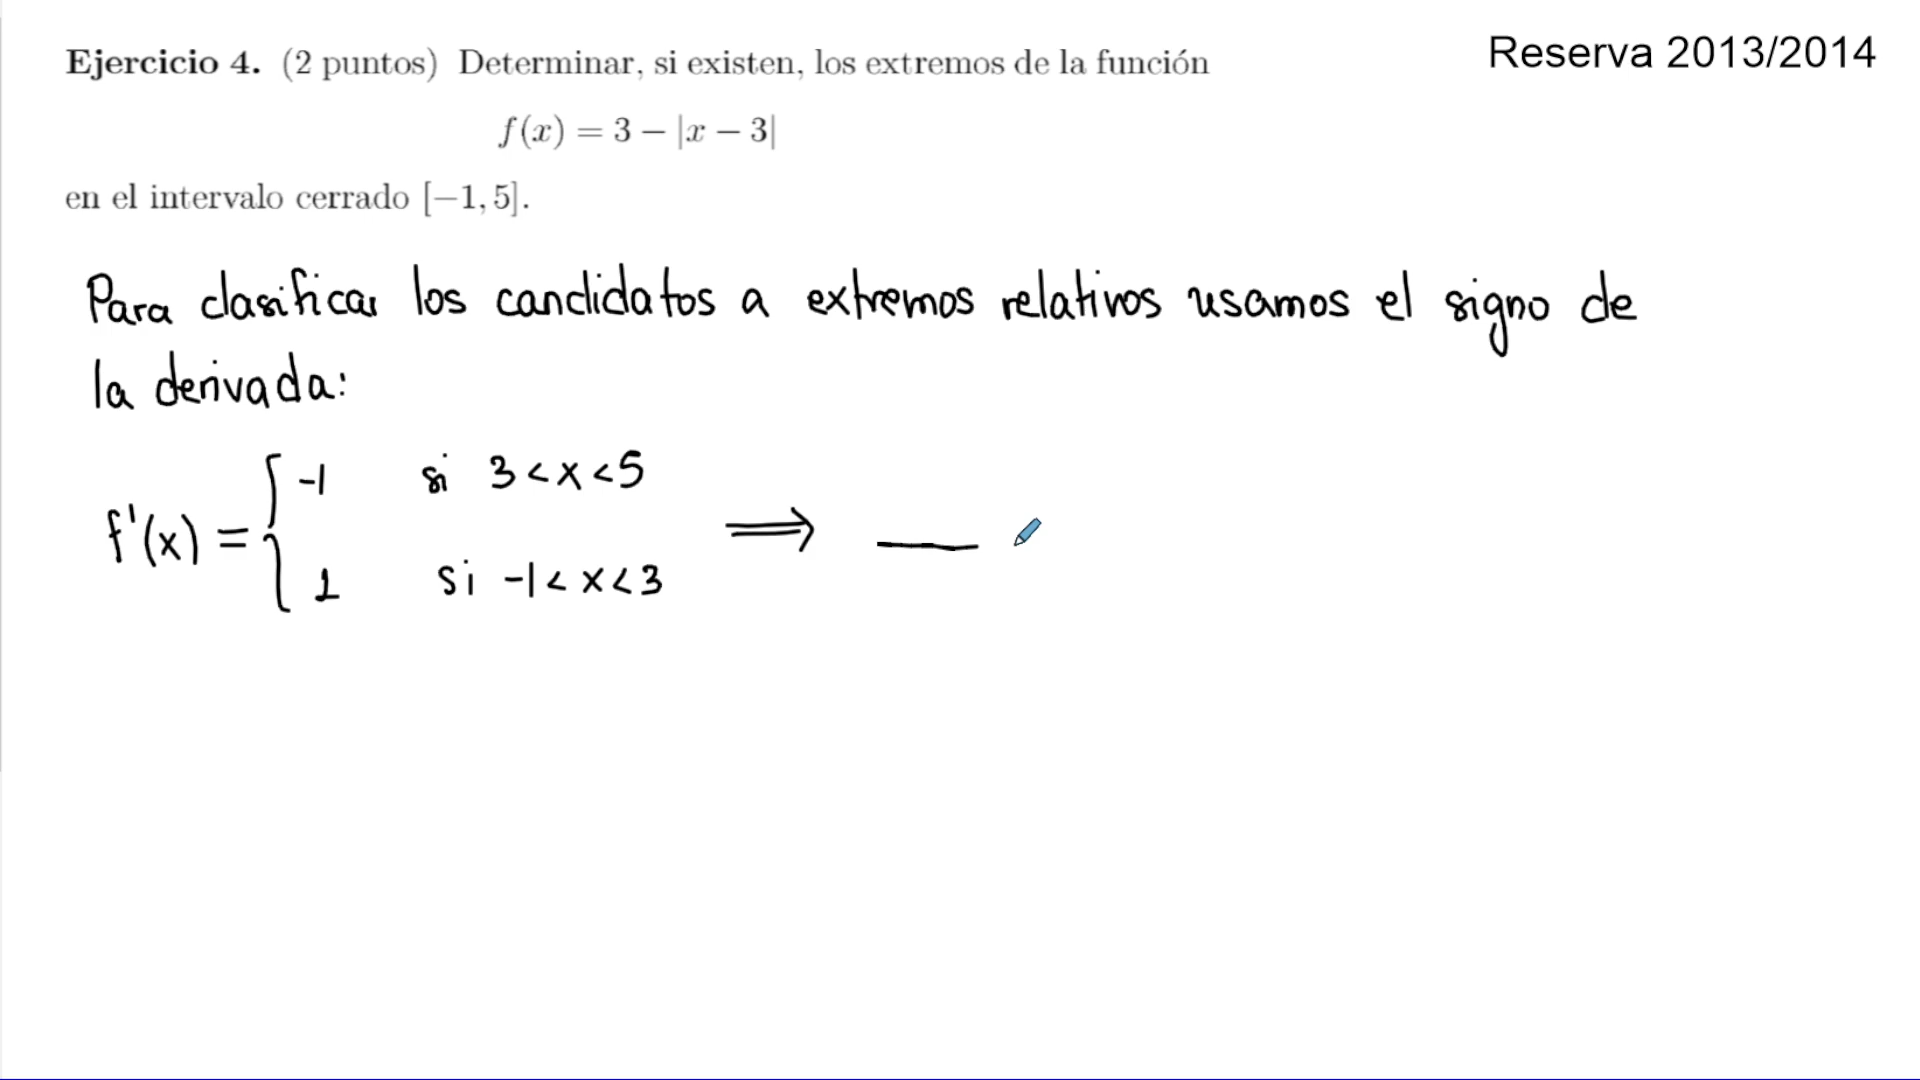 Ejercicio 4. (2 puntos) Determinar, si existen, los extremos de la función
Reserva 2013/2014
f(x) = 3 − |x − 3|
en el intervalo cerrado [−1, 5].
Para clasificar los candidatos a extremos relativos usamos el signo de
la derivada:
f'(x) = { -1 si 3 < x < 5
1 si -1 < x < 3 ⟹